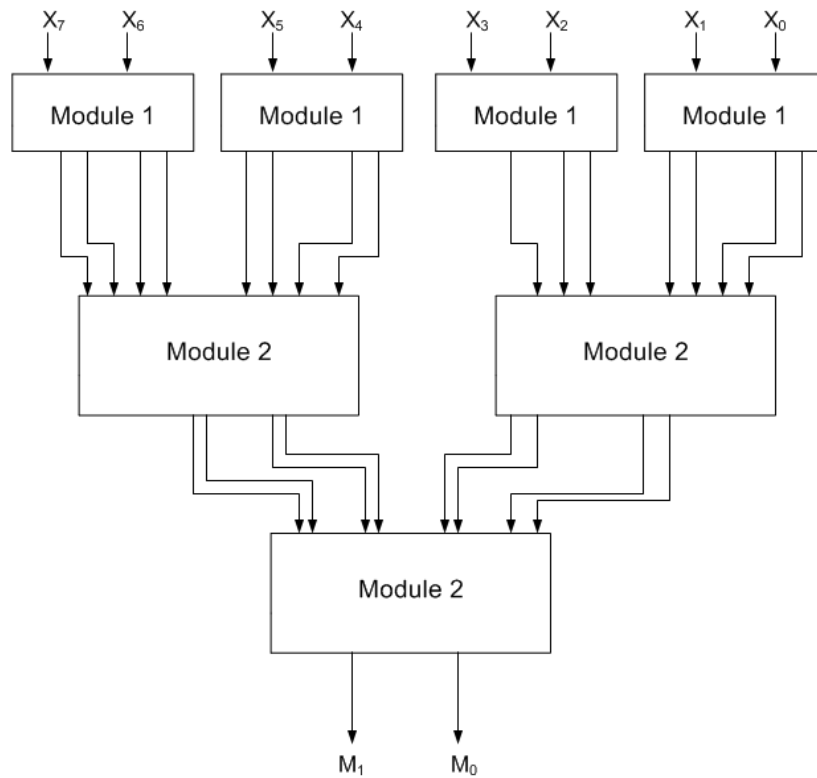 X₇ X₆ X₅ X₄ X₃ X₂ X₁ X₀
Module 1 Module 1 Module 1 Module 1
Module 2 Module 2
Module 2
M₁ M₀